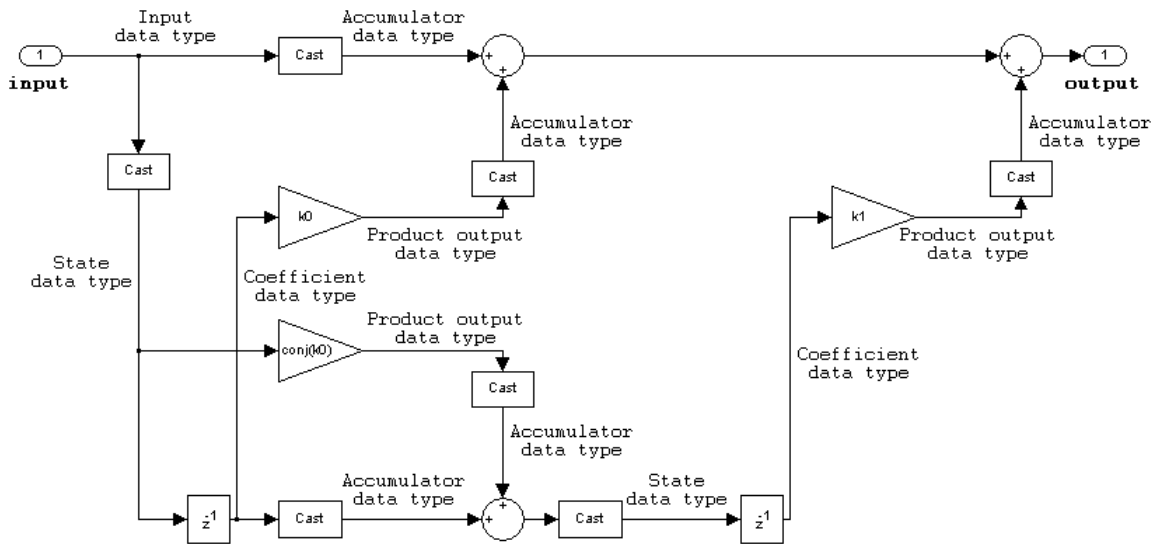 Input
data type
Accumulator
data type
1
input
Cast
+
+
+
+
1
output
Accumulator
data type
Accumulator
data type
Cast
Cast
Cast
k0
k1
Product output
data type
Product output
data type
State
data type
Coefficient
data type
Product output
data type
conj(k0)
Coefficient
data type
Cast
Accumulator
data type
Accumulator
data type
State
data type
z-1
Cast
+
+
Cast
z-1